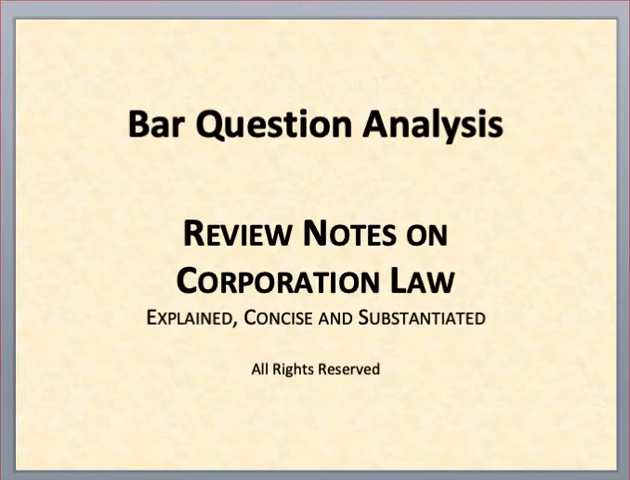 Bar Question Analysis
REVIEW NOTES ON
CORPORATION LAW
EXPLAINED, CONCISE AND SUBSTANTIATED
All Rights Reserved